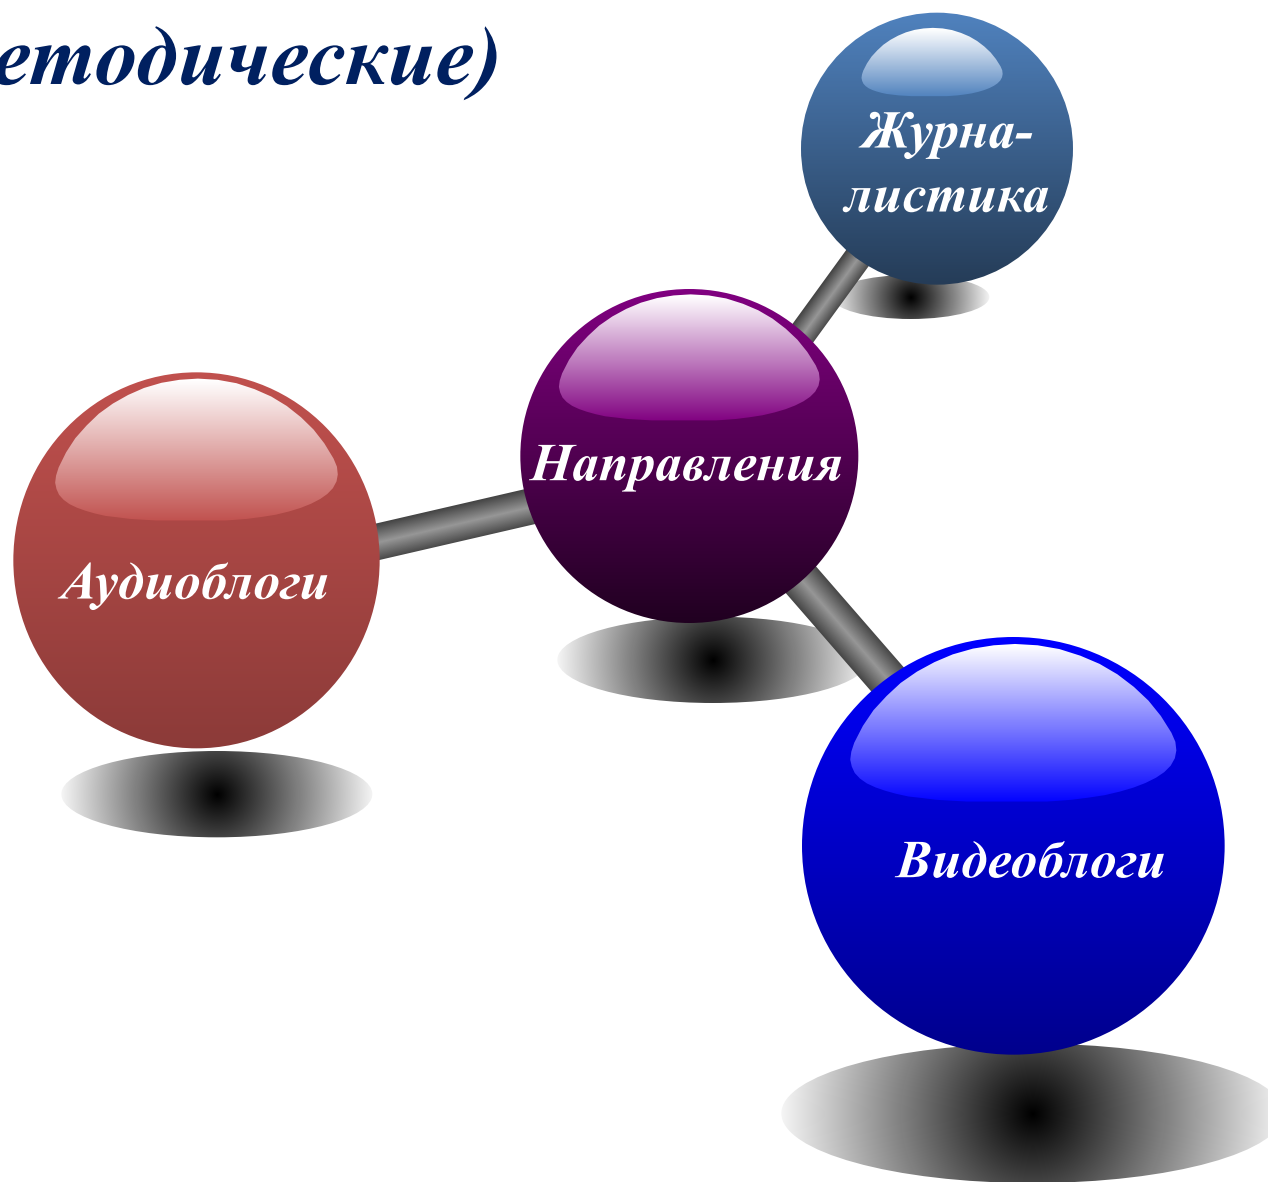 етодические)
Журна-
листика
Направления
Аудиоблоги
Видеоблоги